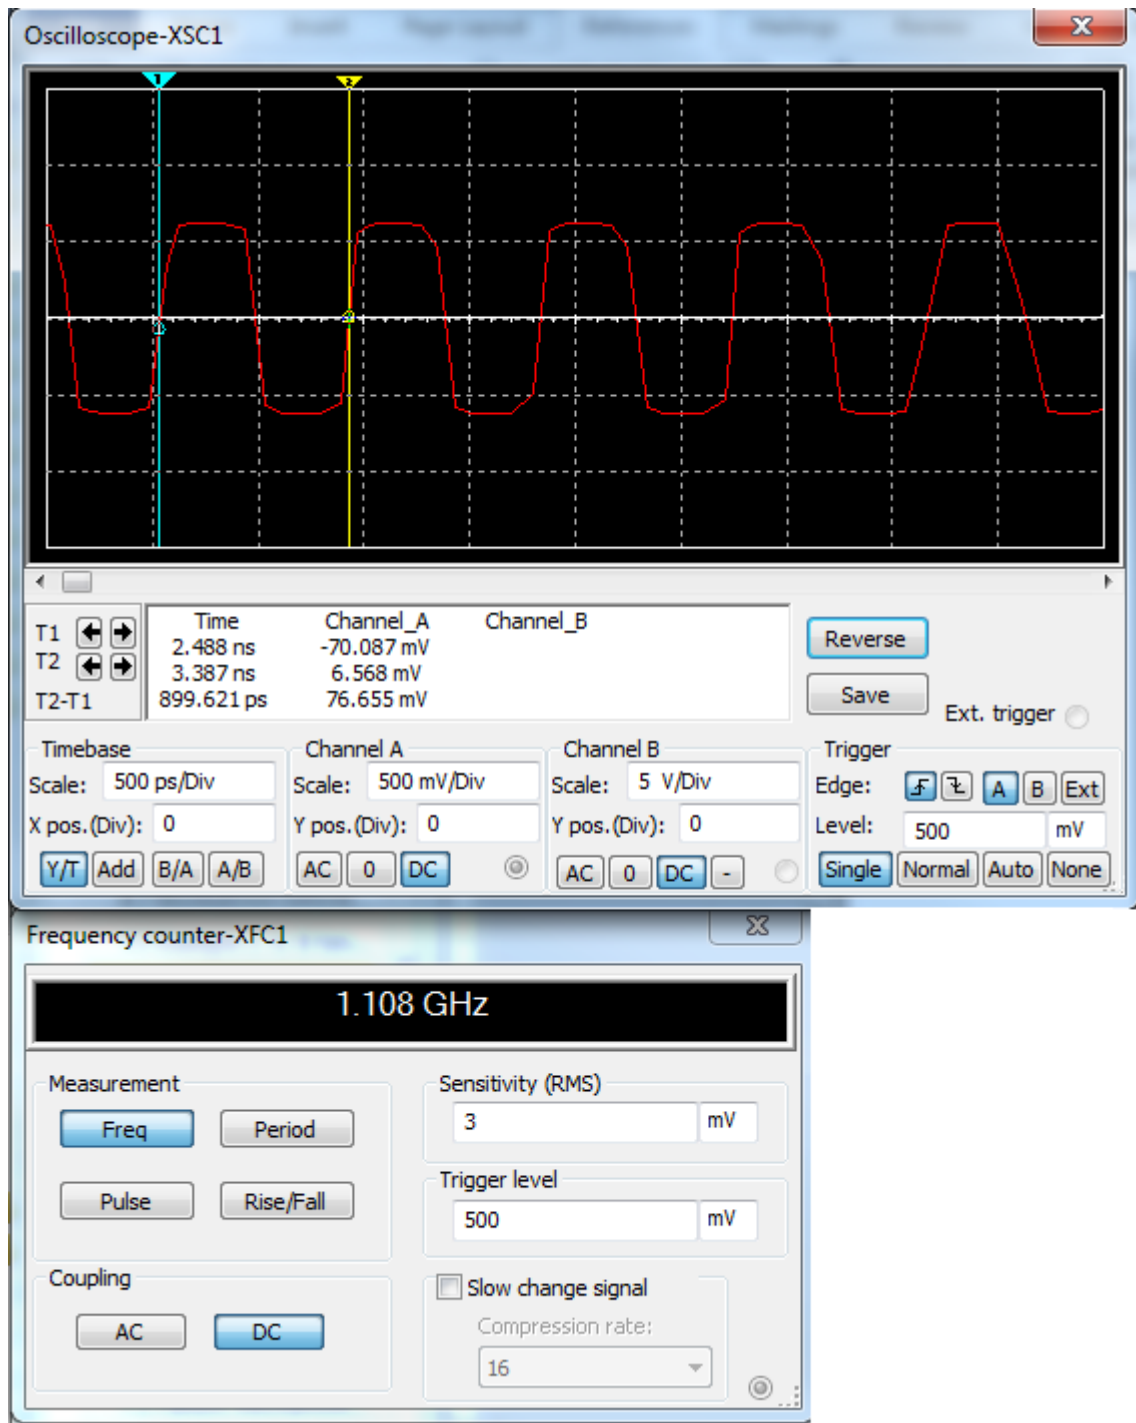 Oscilloscope-XSC1
1 2
Time Channel_A Channel_B
T1 2.488 ns -70.087 mV
T2 3.387 ns 6.568 mV
T2-T1 899.621 ps 76.655 mV
Reverse
Save
Ext. trigger
Timebase
Scale: 500 ps/Div
X pos.(Div): 0
Y/T Add B/A A/B
Channel A
Scale: 500 mV/Div
Y pos.(Div): 0
AC 0 DC
Channel B
Scale: 5 V/Div
Y pos.(Div): 0
AC 0 DC -
Trigger
Edge: A B Ext
Level: 500 mV
Single Normal Auto None
Frequency counter-XFC1
1.108 GHz
Measurement
Freq Period
Pulse Rise/Fall
Coupling
AC DC
Sensitivity (RMS)
3 mV
Trigger level
500 mV
Slow change signal
Compression rate:
16